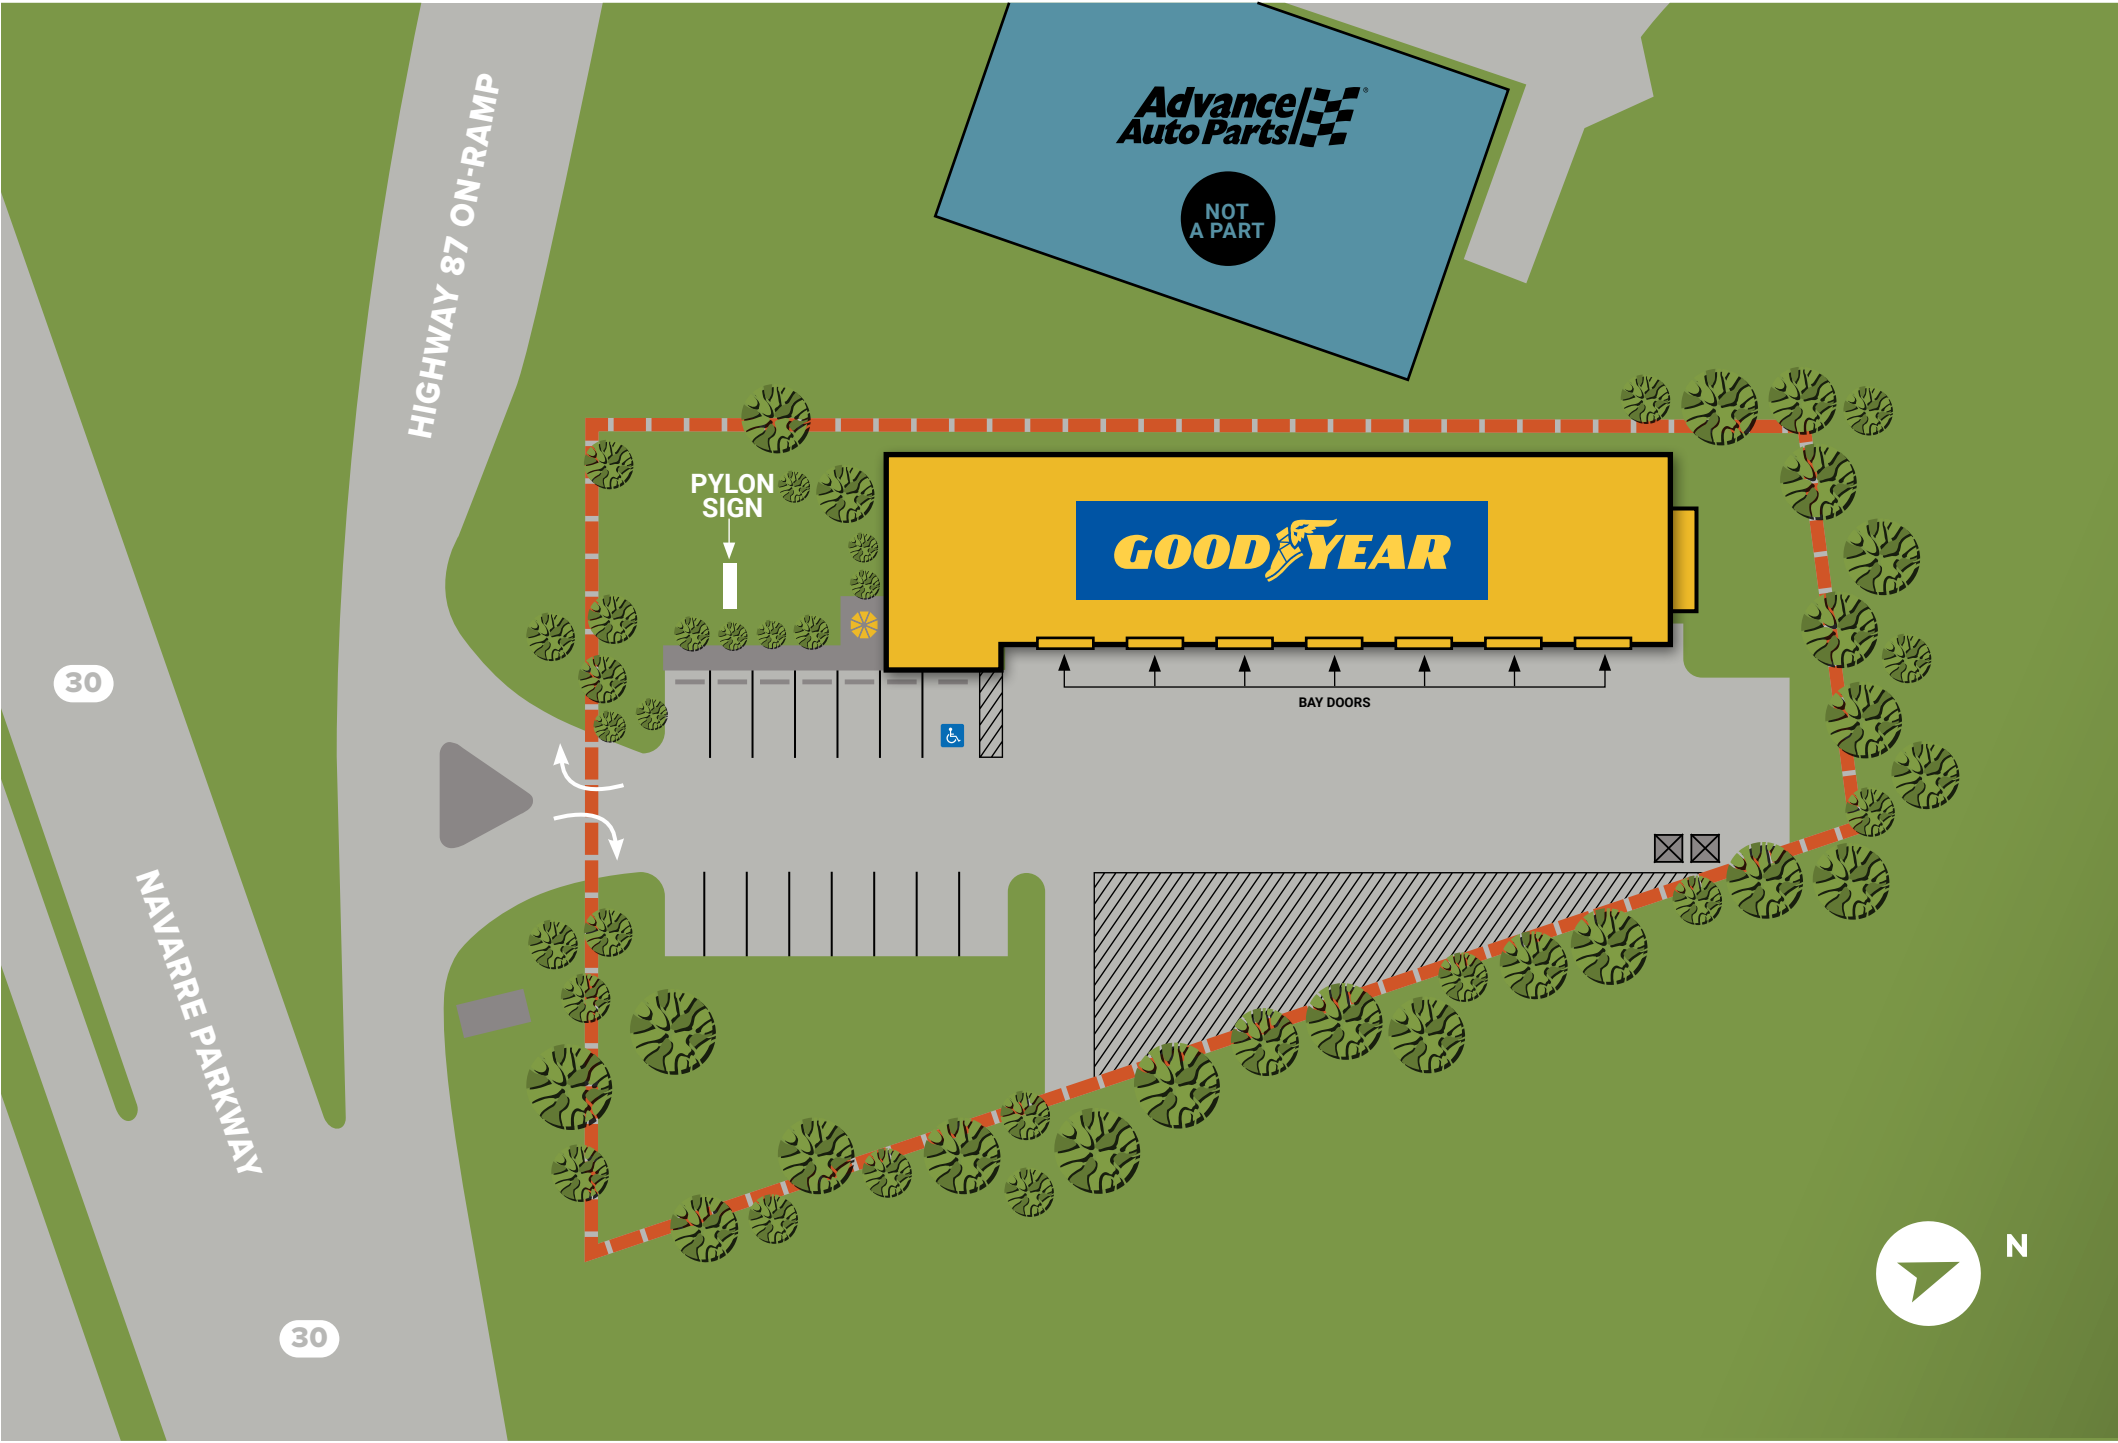 HIGHWAY 87 ON-RAMP
Advance
Auto Parts
NOT
A PART
PYLON
SIGN
GOODYEAR
BAY DOORS
30
NAVARRE PARKWAY
30
N